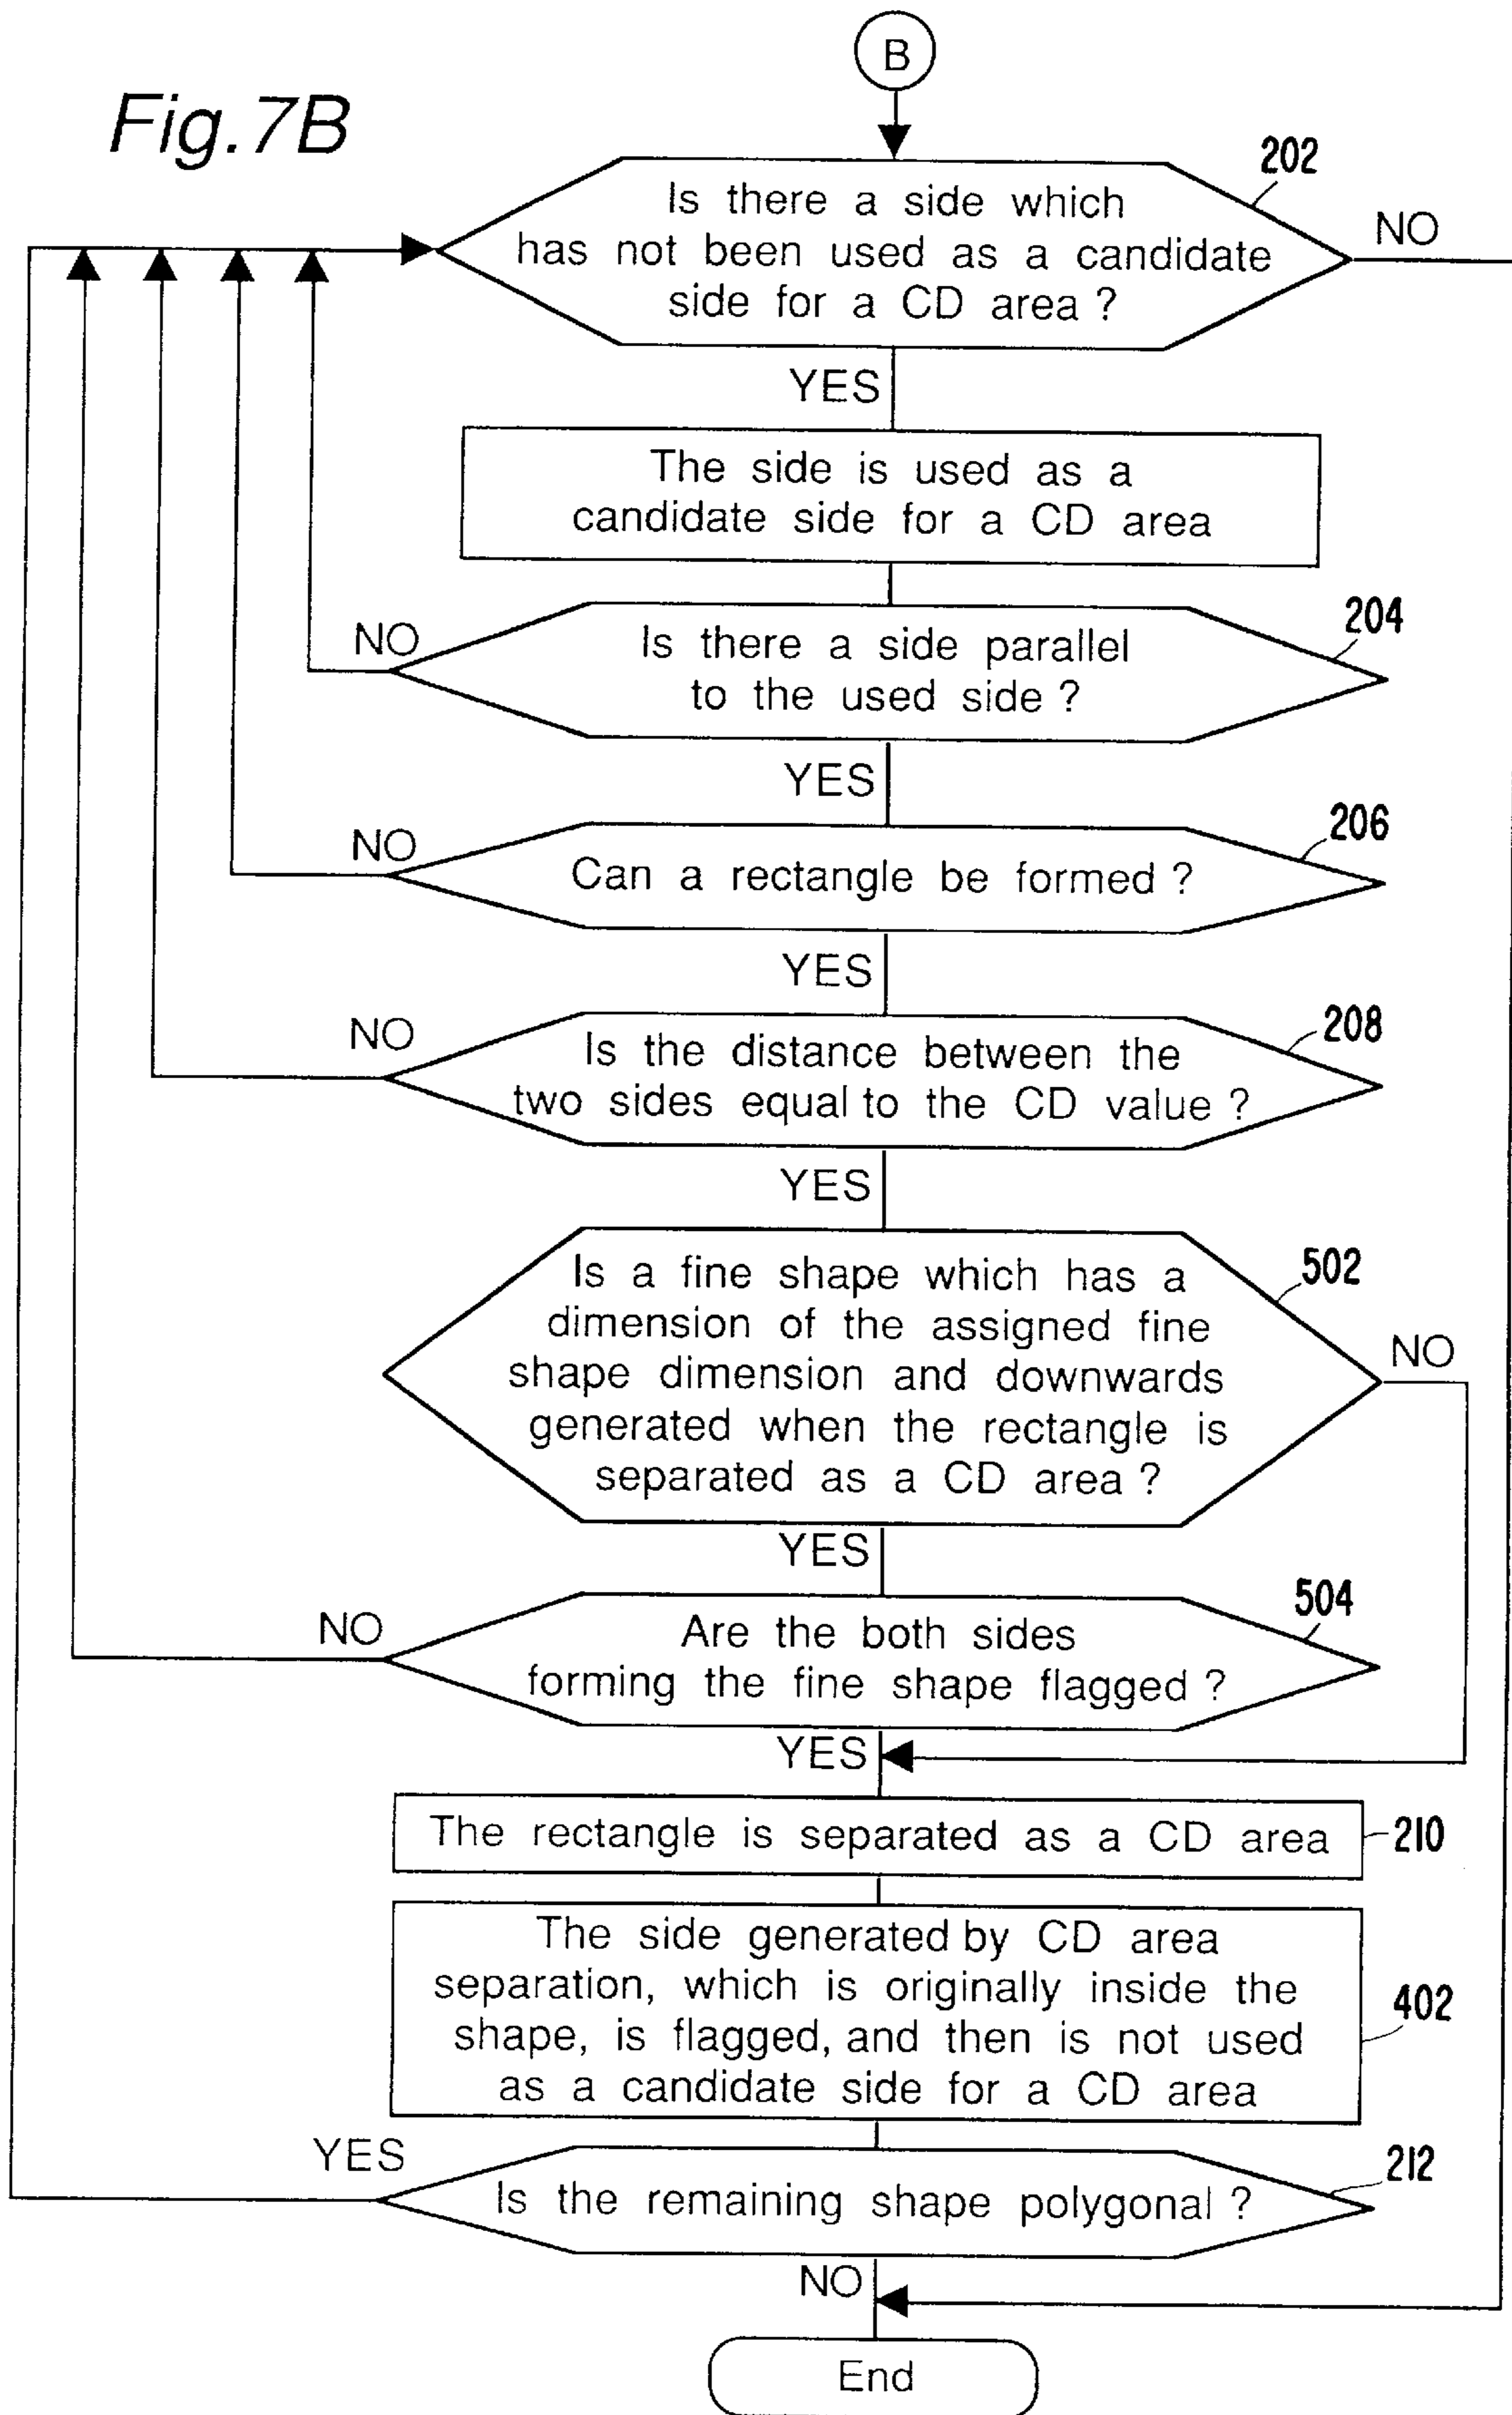 B
Fig.7B
202
Is there a side which
has not been used as a candidate
side for a CD area ?
NO
YES
The side is used as a
candidate side for a CD area
204
NO
Is there a side parallel
to the used side ?
YES
206
NO
Can a rectangle be formed ?
YES
208
NO
Is the distance between the
two sides equal to the CD value ?
YES
502
Is a fine shape which has a
dimension of the assigned fine
shape dimension and downwards
generated when the rectangle is
separated as a CD area ?
NO
YES
504
NO
Are the both sides
forming the fine shape flagged ?
YES
The rectangle is separated as a CD area
210
The side generated by CD area
separation, which is originally inside the
shape, is flagged, and then is not used
as a candidate side for a CD area
402
YES
212
Is the remaining shape polygonal ?
NO
End